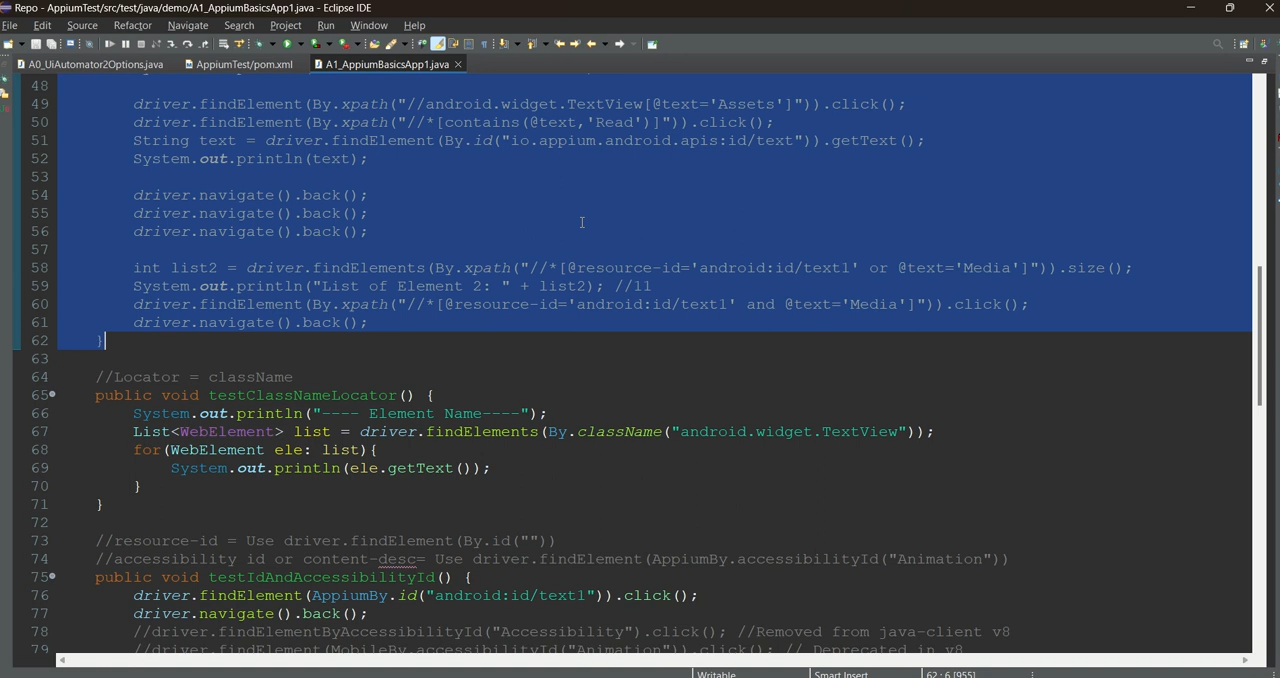 Repo - AppiumTest/src/test/java/demo/A1_AppiumBasicsApp1.java - Eclipse IDE
File Edit Source Refactor Navigate Search Project Run Window Help
A0_UiAutomator2Options.java AppiumTest/pom.xml A1_AppiumBasicsApp1.java
48
49 driver.findElement(By.xpath("//android.widget.TextView[@text='Assets']")).click();
50 driver.findElement(By.xpath("//*[contains(@text,'Read')]")).click();
51 String text = driver.findElement(By.id("io.appium.android.apis:id/text")).getText();
52 System.out.println(text);
53
54 driver.navigate().back();
55 driver.navigate().back();
56 driver.navigate().back();
57
58 int list2 = driver.findElements(By.xpath("//*[@resource-id='android:id/text1' or @text='Media']")).size();
59 System.out.println("List of Element 2: " + list2); //11
60 driver.findElement(By.xpath("//*[@resource-id='android:id/text1' and @text='Media']")).click();
61 driver.navigate().back();
62 }
63
64 //Locator = className
65 public void testClassNameLocator() {
66 System.out.println("---- Element Name----");
67 List<WebElement> list = driver.findElements(By.className("android.widget.TextView"));
68 for(WebElement ele: list){
69 System.out.println(ele.getText());
70 }
71 }
72
73 //resource-id = Use driver.findElement(By.id(""))
74 //accessibility id or content-desc= Use driver.findElement(AppiumBy.accessibilityId("Animation"))
75 public void testIdAndAccessibilityId() {
76 driver.findElement(AppiumBy.id("android:id/text1")).click();
77 driver.navigate().back();
78 //driver.findElementByAccessibilityId("Accessibility").click(); //Removed from java-client v8
79 //driver.findElement(MobileBy.accessibilityId("Animation")).click(); // Deprecated in v8
Writable Smart Insert 62 : 6 [955]